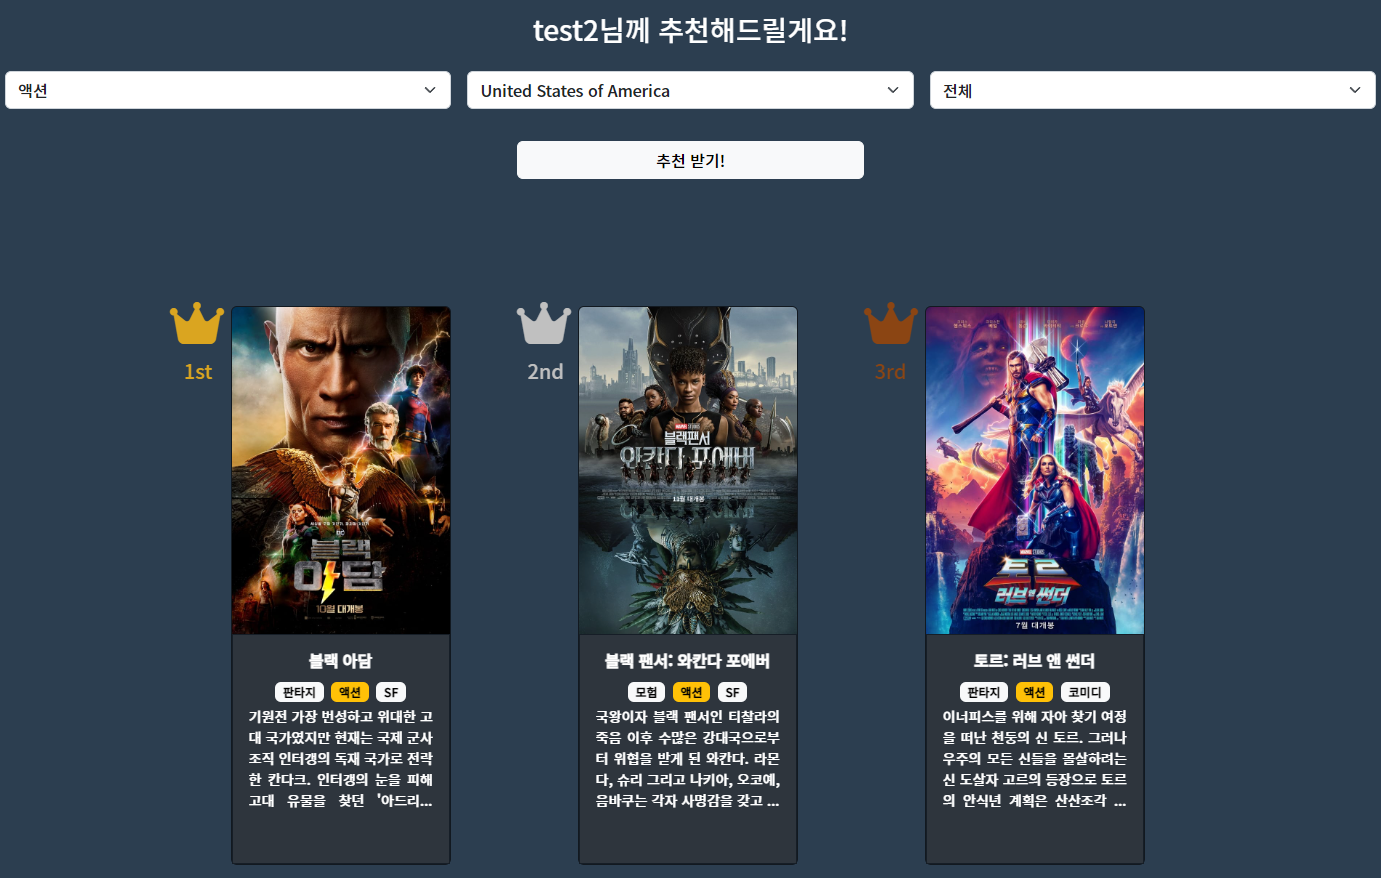 test2님께 추천해드릴게요!
액션
United States of America
전체
추천 받기!
1st
블랙
아담
10월 대개봉
블랙 아담
판타지 액션 SF
기원전 가장 번성하고 위대한 고
대 국가였지만 현재는 국제 군사
조직 인터갱의 독재 국가로 전락
한 칸다크. 인터갱의 눈을 피해
고대 유물을 찾던 '아드리...
2nd
블랙팬서
와칸다 포에버
11월 대개봉
블랙 팬서: 와칸다 포에버
모험 액션 SF
국왕이자 블랙 팬서인 티찰라의
죽음 이후 수많은 강대국으로부
터 위협을 받게 된 와칸다. 라몬
다, 슈리 그리고 나키아, 오코예,
음바쿠는 각자 사명감을 갖고 ...
3rd
토르
러브 앤 썬더
7월 대개봉
토르: 러브 앤 썬더
판타지 액션 코미디
이너피스를 위해 자아 찾기 여정
을 떠난 천둥의 신 토르. 그러나
우주의 모든 신들을 몰살하려는
신 도살자 고르의 등장으로 토르
의 안식년 계획은 산산조각 ...